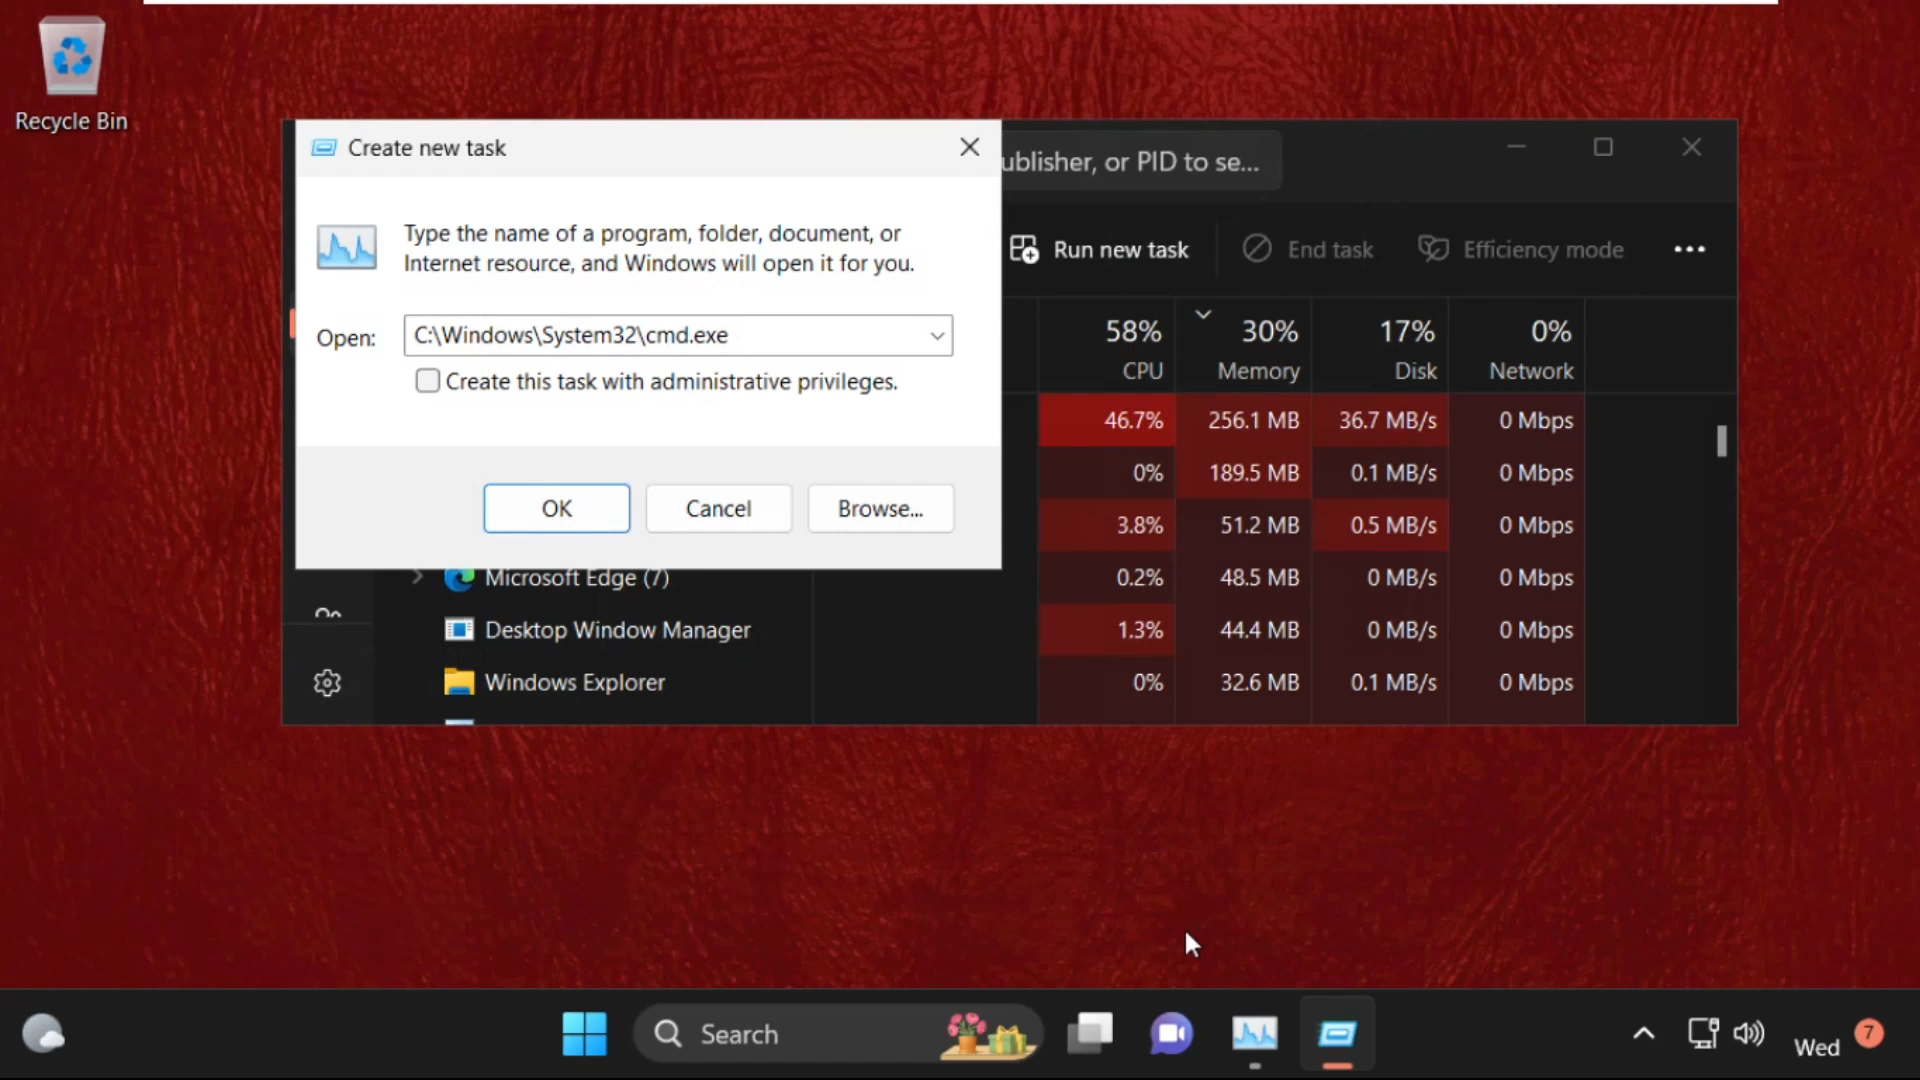 Recycle Bin
Create new task
ublisher, or PID to se...
Type the name of a program, folder, document, or
Internet resource, and Windows will open it for you.
Open:
C:\Windows\System32\cmd.exe
Create this task with administrative privileges.
OK
Cancel
Browse...
Run new task
End task
Efficiency mode
58% 30% 17% 0%
CPU Memory Disk Network
46.7% 256.1 MB 36.7 MB/s 0 Mbps
0% 189.5 MB 0.1 MB/s 0 Mbps
3.8% 51.2 MB 0.5 MB/s 0 Mbps
Microsoft Edge (7) 0.2% 48.5 MB 0 MB/s 0 Mbps
Desktop Window Manager 1.3% 44.4 MB 0 MB/s 0 Mbps
Windows Explorer 0% 32.6 MB 0.1 MB/s 0 Mbps
Search
Wed
7